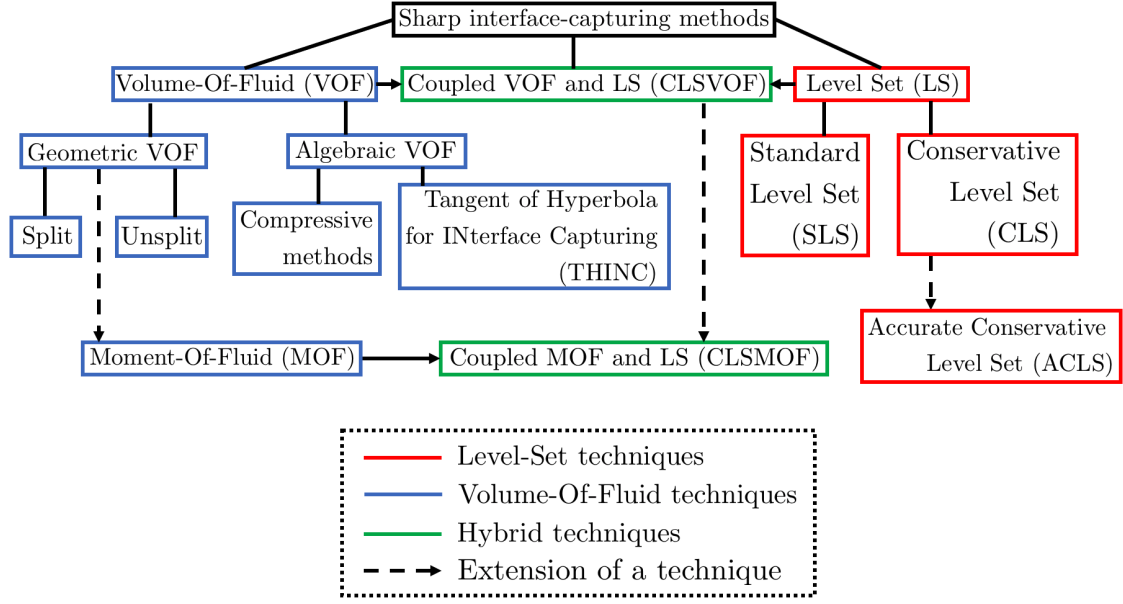 Sharp interface-capturing methods
Volume-Of-Fluid (VOF)
Coupled VOF and LS (CLSVOF)
Level Set (LS)
Geometric VOF
Algebraic VOF
Standard
Level Set
(SLS)
Conservative
Level Set
(CLS)
Split
Unsplit
Compressive
methods
Tangent of Hyperbola
for INterface Capturing
(THINC)
Moment-Of-Fluid (MOF)
Coupled MOF and LS (CLSMOF)
Accurate Conservative
Level Set (ACLS)
Level-Set techniques
Volume-Of-Fluid techniques
Hybrid techniques
Extension of a technique